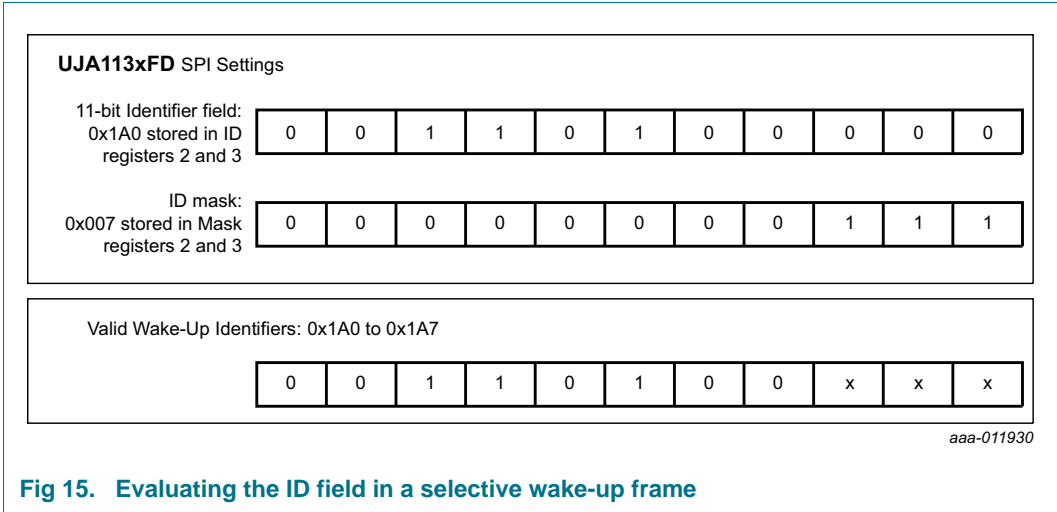 UJA113xFD SPI Settings
11-bit Identifier field:
0x1A0 stored in ID
registers 2 and 3
0 0 1 1 0 1 0 0 0 0 0
ID mask:
0x007 stored in Mask
registers 2 and 3
0 0 0 0 0 0 0 0 1 1 1
Valid Wake-Up Identifiers: 0x1A0 to 0x1A7
0 0 1 1 0 1 0 0 x x x
aaa-011930
Fig 15. Evaluating the ID field in a selective wake-up frame